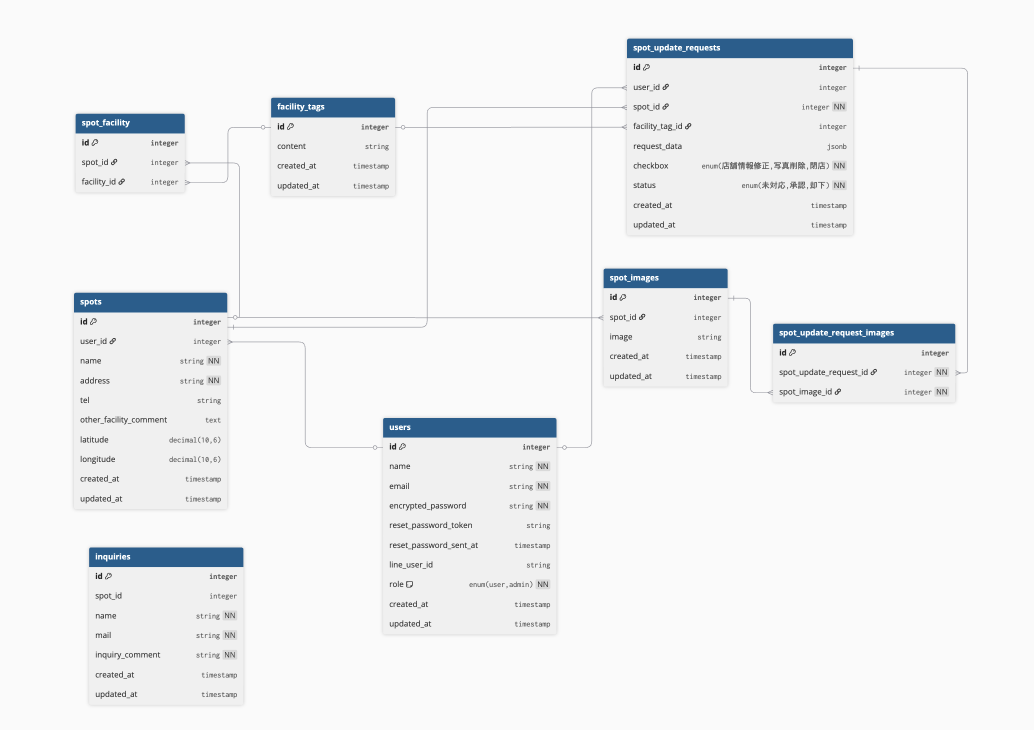 spot_update_requests
id integer
user_id integer
spot_id integer NN
facility_tag_id integer
request_data jsonb
checkbox enum(店舗情報修正,写真削除,閉店) NN
status enum(未対応,承認,却下) NN
created_at timestamp
updated_at timestamp
facility_tags
id integer
content string
created_at timestamp
updated_at timestamp
spot_facility
id integer
spot_id integer
facility_id integer
spot_images
id integer
spot_id integer
image string
created_at timestamp
updated_at timestamp
spots
id integer
user_id integer
name string NN
address string NN
tel string
other_facility_comment text
latitude decimal(10,6)
longitude decimal(10,6)
created_at timestamp
updated_at timestamp
spot_update_request_images
id integer
spot_update_request_id integer NN
spot_image_id integer NN
users
id integer
name string NN
email string NN
encrypted_password string NN
reset_password_token string
reset_password_sent_at timestamp
line_user_id string
role enum(user,admin) NN
created_at timestamp
updated_at timestamp
inquiries
id integer
spot_id integer
name string NN
mail string NN
inquiry_comment string NN
created_at timestamp
updated_at timestamp